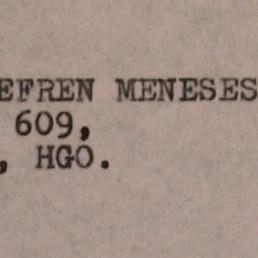 EFREN MENESES
609,
, HGO.